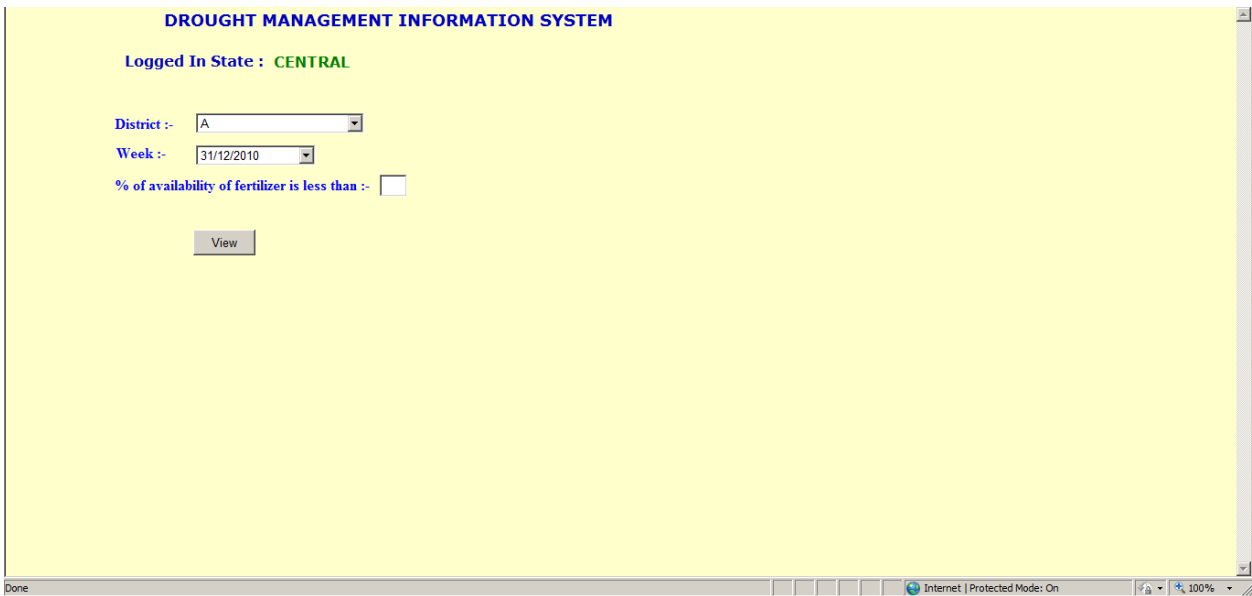 DROUGHT MANAGEMENT INFORMATION SYSTEM
Logged In State : CENTRAL
District :- A
Week :- 31/12/2010
% of availability of fertilizer is less than :-
View
Done Internet | Protected Mode: On 100%